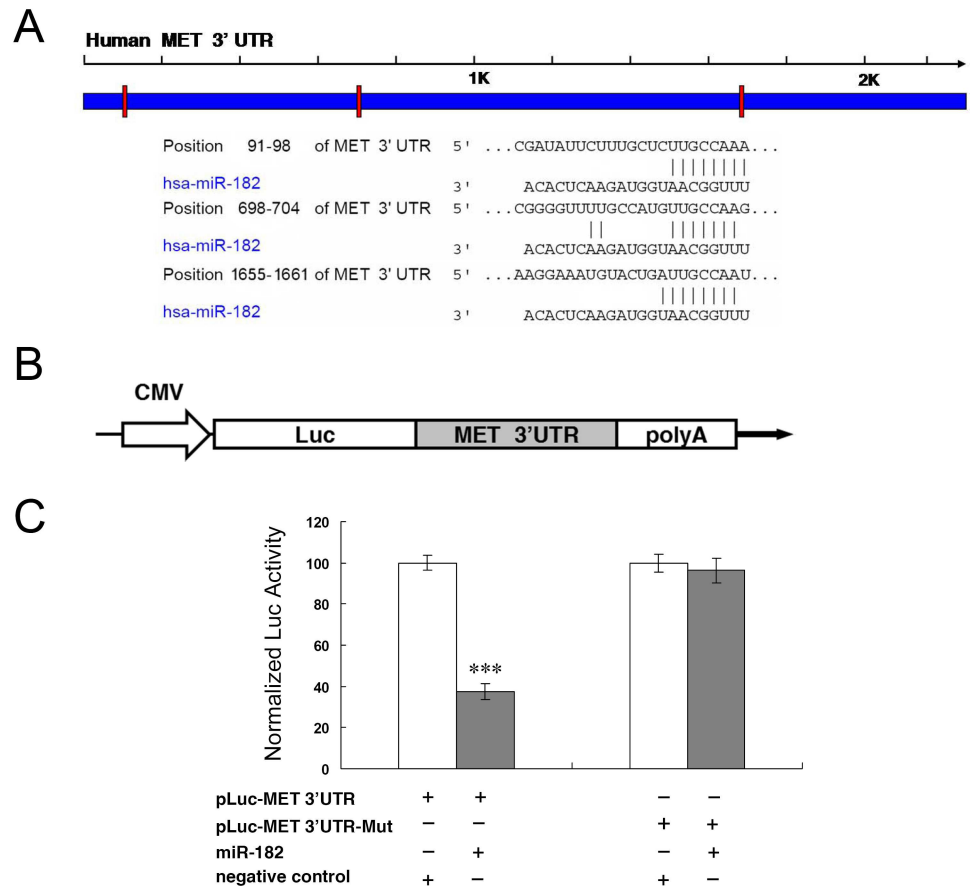 A
Human MET 3' UTR
1K
2K
Position 91-98 of MET 3' UTR 5' ...CGAUAUUCUUUGCUCUUGCCAAA...
hsa-miR-182 3' ACACUCAAGAUGGUAACGGUUU
Position 698-704 of MET 3' UTR 5' ...CGGGGUUUUGCCAUGUUGCCAAG...
hsa-miR-182 3' ACACUCAAGAUGGUAACGGUUU
Position 1655-1661 of MET 3' UTR 5' ...AAGGAAAUGUACUGAUUGCCAAU...
hsa-miR-182 3' ACACUCAAGAUGGUAACGGUUU
B
CMV
Luc MET 3'UTR polyA
C
Normalized Luc Activity
120
100
80
60
40
20
0
***
pLuc-MET 3'UTR + + − −
pLuc-MET 3'UTR-Mut − − + +
miR-182 − + − +
negative control + − + −